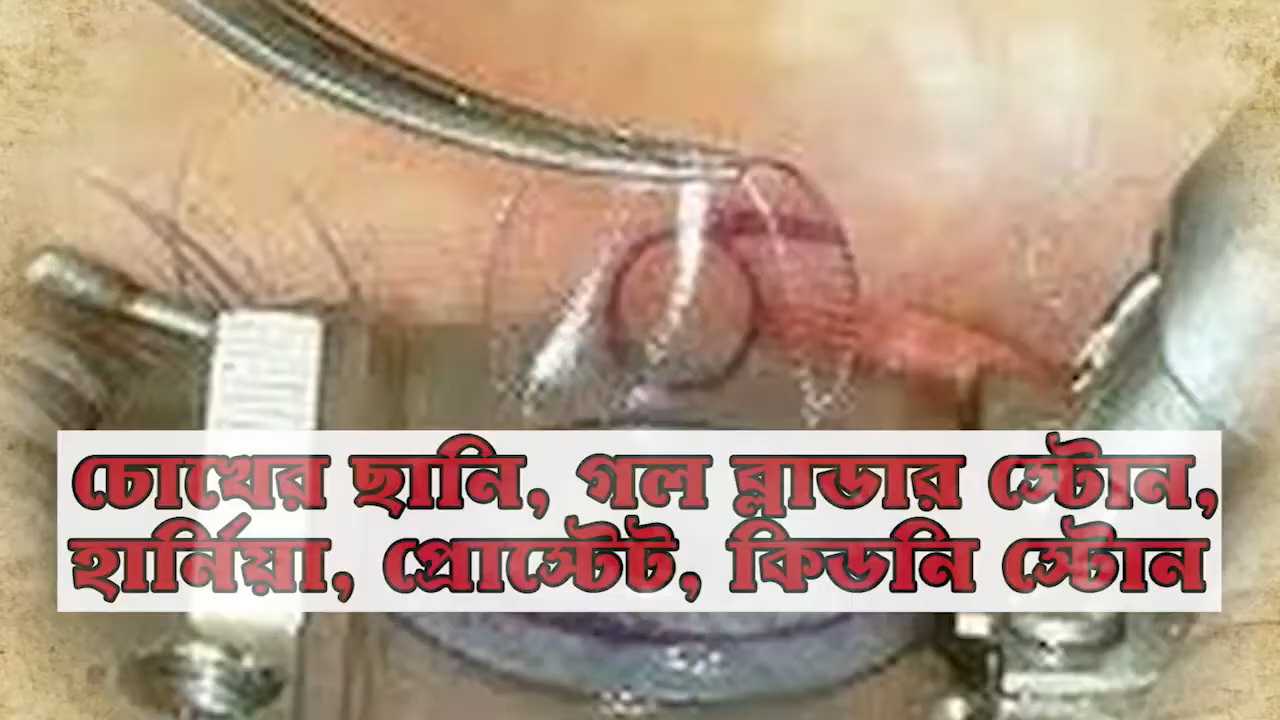 চোখের ছানি, গল ব্লাডার স্টোন,
হার্নিয়া, প্রোস্টেট, কিডনি স্টোন